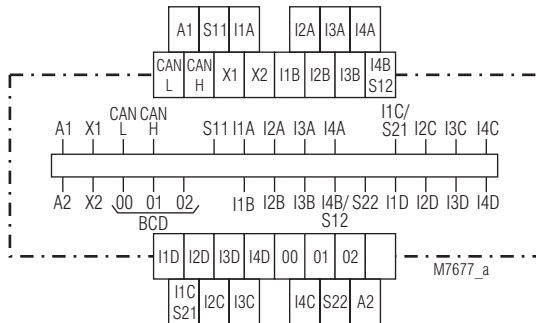 A1 S11 I1A I2A I3A I4A
CAN L CAN H X1 X2 I1B I2B I3B I4B S12
A1 X1 CAN L CAN H S11 I1A I2A I3A I4A I1C/ S21 I2C I3C I4C
A2 X2 00 01 02 I1B I2B I3B I4B/ S12 S22 I1D I2D I3D I4D
BCD
I1D I2D I3D I4D 00 01 02
M7677_a
I1C S21 I2C I3C I4C S22 A2